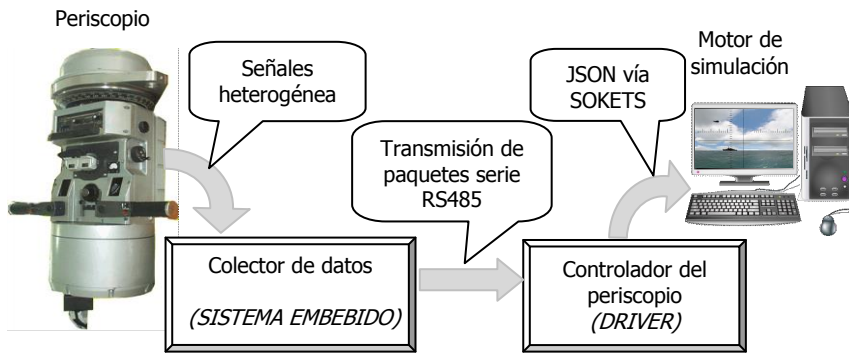 Periscopio
Señales
heterogénea
JSON vía
SOKETS
Motor de
simulación
Transmisión de
paquetes serie
RS485
Colector de datos
(SISTEMA EMBEBIDO)
Controlador del
periscopio
(DRIVER)